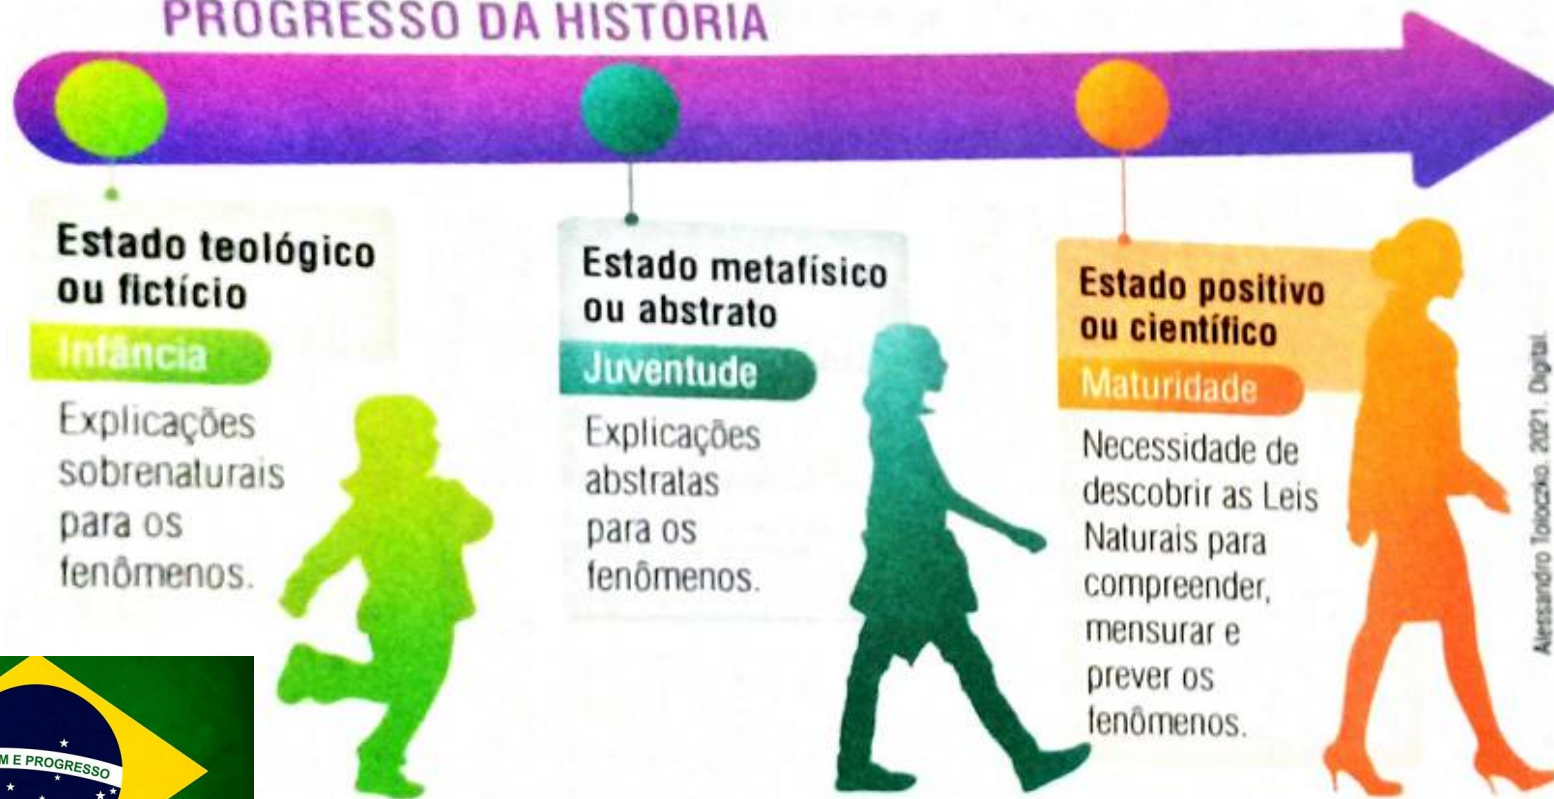 PROGRESSO DA HISTÓRIA
Estado teológico
ou fictício
Infância
Explicações
sobrenaturais
para os
fenômenos.
Estado metafísico
ou abstrato
Juventude
Explicações
abstratas
para os
fenômenos.
Estado positivo
ou científico
Maturidade
Necessidade de
descobrir as Leis
Naturais para
compreender,
mensurar e
prever os
fenômenos.
Alessandro Toloczko. 2021. Digital.
M E PROGRESSO